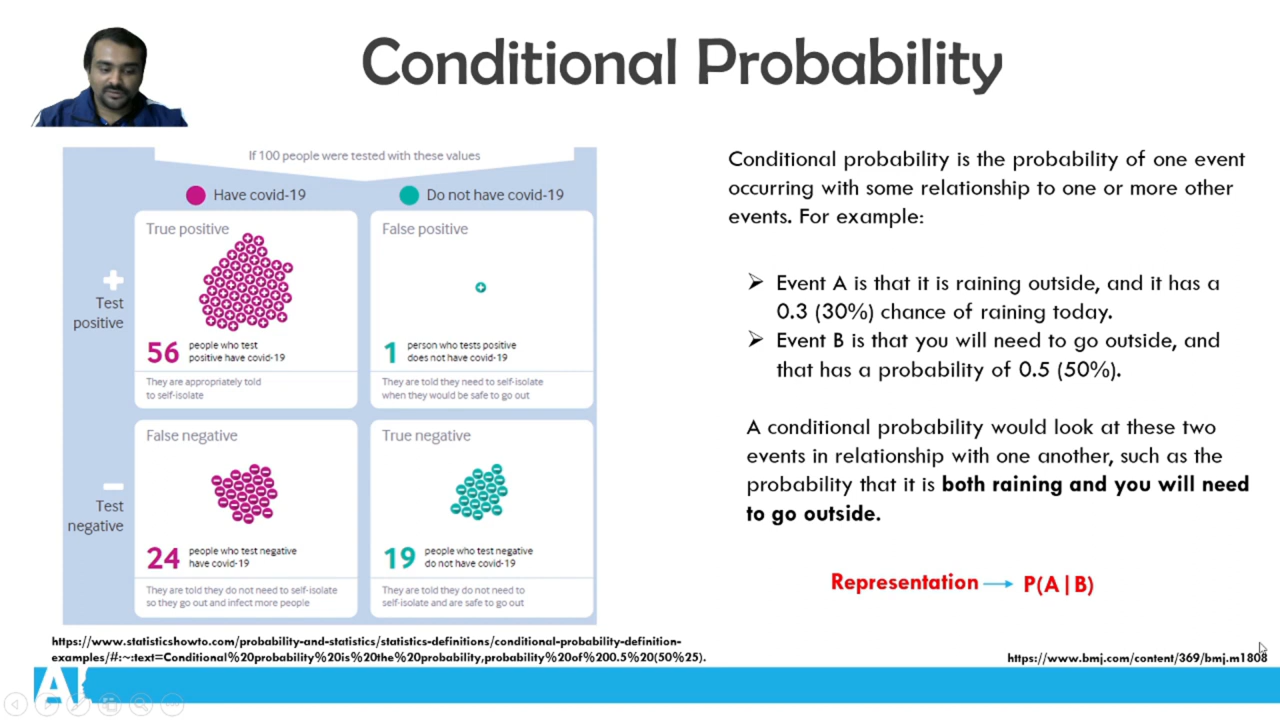 Conditional Probability
If 100 people were tested with these values
Have covid-19
Do not have covid-19
Test
positive
True positive
56
people who test
positive have covid-19
They are appropriately told
to self-isolate
False positive
1
person who tests positive
does not have covid-19
They are told they need to self-isolate
when they would be safe to go out
Test
negative
False negative
24
people who test negative
have covid-19
They are told they do not need to self-isolate
so they go out and infect more people
True negative
19
people who test negative
do not have covid-19
They are told they do not need to
self-isolate and are safe to go out
Conditional probability is the probability of one event
occurring with some relationship to one or more other
events. For example:
➢ Event A is that it is raining outside, and it has a
0.3 (30%) chance of raining today.
➢ Event B is that you will need to go outside, and
that has a probability of 0.5 (50%).
A conditional probability would look at these two
events in relationship with one another, such as the
probability that it is both raining and you will need
to go outside.
Representation → P(A|B)
https://www.statisticshowto.com/probability-and-statistics/statistics-definitions/conditional-probability-definition-
examples/#:~:text=Conditional%20probability%20is%20the%20probability,probability%20of%200.5%20(50%25).
https://www.bmj.com/content/369/bmj.m1808
AI